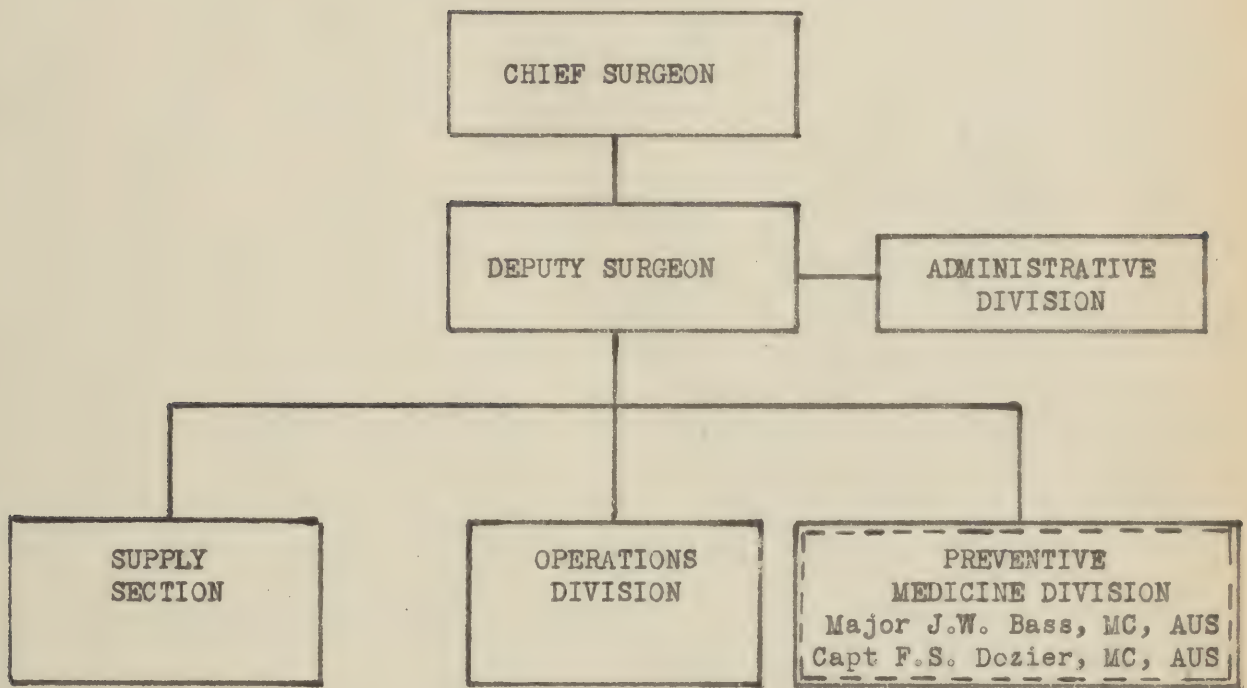 CHIEF SURGEON
DEPUTY SURGEON
ADMINISTRATIVE
DIVISION
SUPPLY
SECTION
OPERATIONS
DIVISION
PREVENTIVE
MEDICINE DIVISION
Major J.W. Bass, MC, AUS
Capt F.S. Dozier, MC, AUS